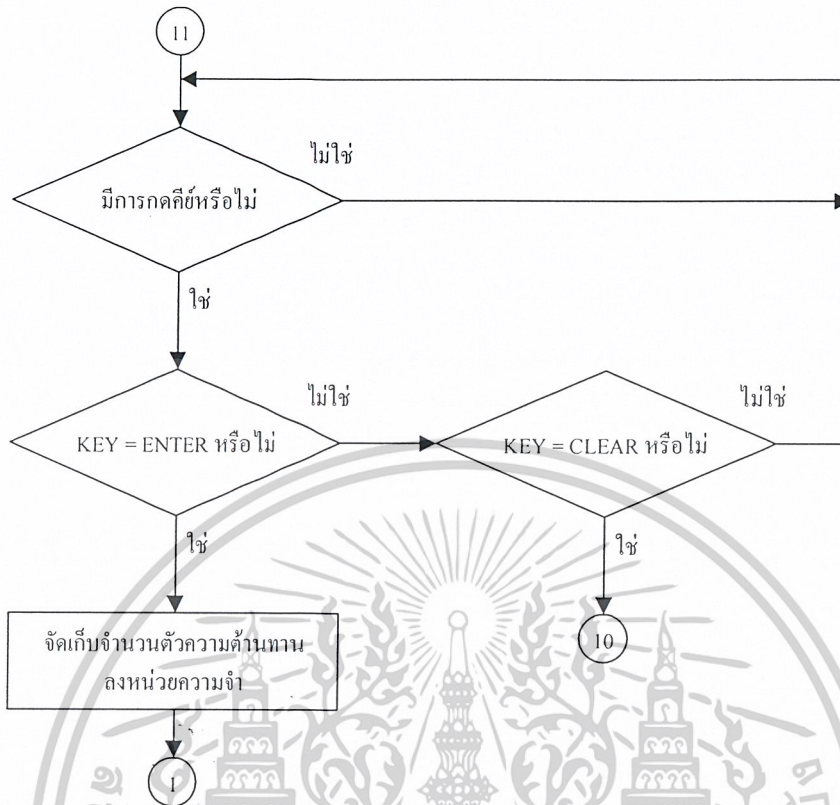 11
ไม่ใช่
มีการกดคีย์หรือไม่
ใช่
ไม่ใช่
ไม่ใช่
KEY = ENTER หรือไม่
KEY = CLEAR หรือไม่
ใช่
ใช่
จัดเก็บจำนวนตัวความต้านทาน
ลงหน่วยความจำ
10
1